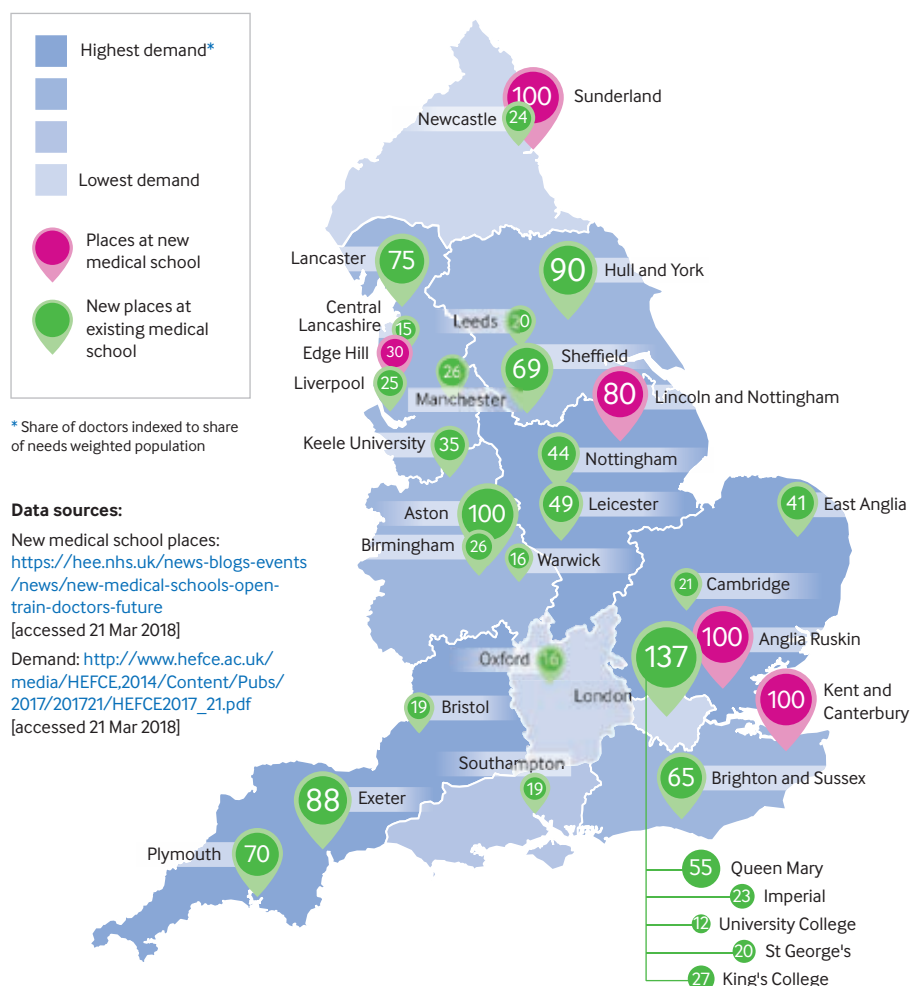 Highest demand*
Lowest demand
Places at new
medical school
New places at
existing medical
school
* Share of doctors indexed to share
of needs weighted population
Data sources:
New medical school places:
https://hee.nhs.uk/news-blogs-events
/news/new-medical-schools-open-
train-doctors-future
[accessed 21 Mar 2018]
Demand: http://www.hefce.ac.uk/
media/HEFCE,2014/Content/Pubs/
2017/201721/HEFCE2017_21.pdf
[accessed 21 Mar 2018]
100 Sunderland
Newcastle 24
Lancaster 75
90 Hull and York
Central
Lancashire 15
Leeds 20
Edge Hill 30
Sheffield
69
Liverpool 25
26
Manchester
80 Lincoln and Nottingham
Keele University 35
44 Nottingham
Aston 100
49 Leicester
41 East Anglia
Birmingham 26
16 Warwick
21 Cambridge
100 Anglia Ruskin
Oxford 16
137
London
Kent and
100 Canterbury
19 Bristol
Southampton
19
65 Brighton and Sussex
88 Exeter
Plymouth 70
55 Queen Mary
23 Imperial
12 University College
20 St George's
27 King's College